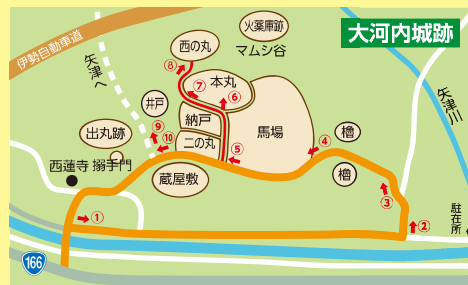 大河内城跡
火薬庫跡
マムシ谷
西の丸
伊勢自動車道
矢津へ
矢津川
⑧
本丸
⑦
⑥
井戸
納戸
馬場
櫓
⑨
⑩
二の丸
④
出丸跡
⑤
西蓮寺
搦手門
蔵屋敷
櫓
③
①
②
駐在所
166